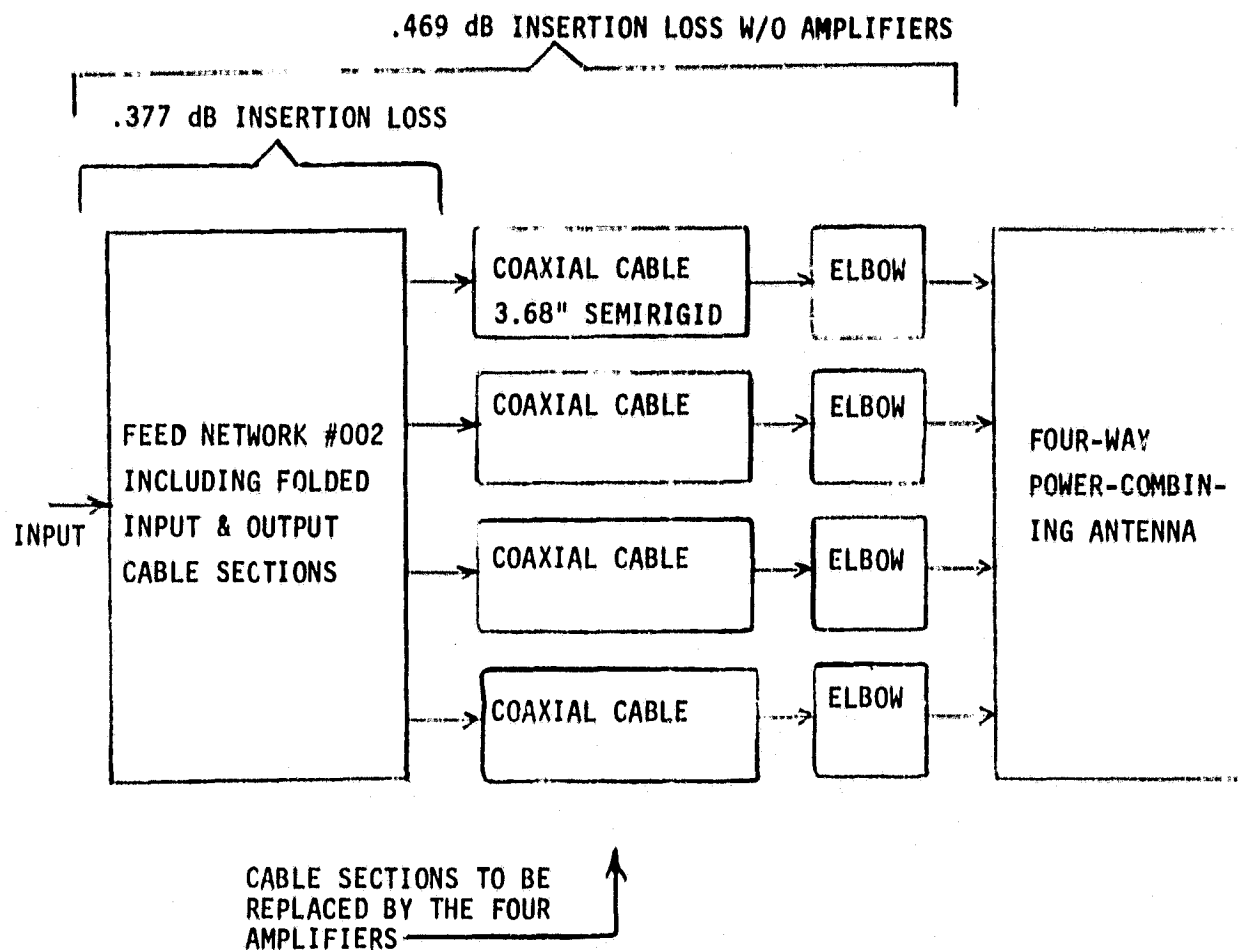 .469 dB INSERTION LOSS W/O AMPLIFIERS
.377 dB INSERTION LOSS
INPUT
FEED NETWORK #002
INCLUDING FOLDED
INPUT & OUTPUT
CABLE SECTIONS
COAXIAL CABLE
3.68" SEMIRIGID
ELBOW
COAXIAL CABLE
ELBOW
COAXIAL CABLE
ELBOW
COAXIAL CABLE
ELBOW
FOUR-WAY
POWER-COMBIN-
ING ANTENNA
CABLE SECTIONS TO BE
REPLACED BY THE FOUR
AMPLIFIERS